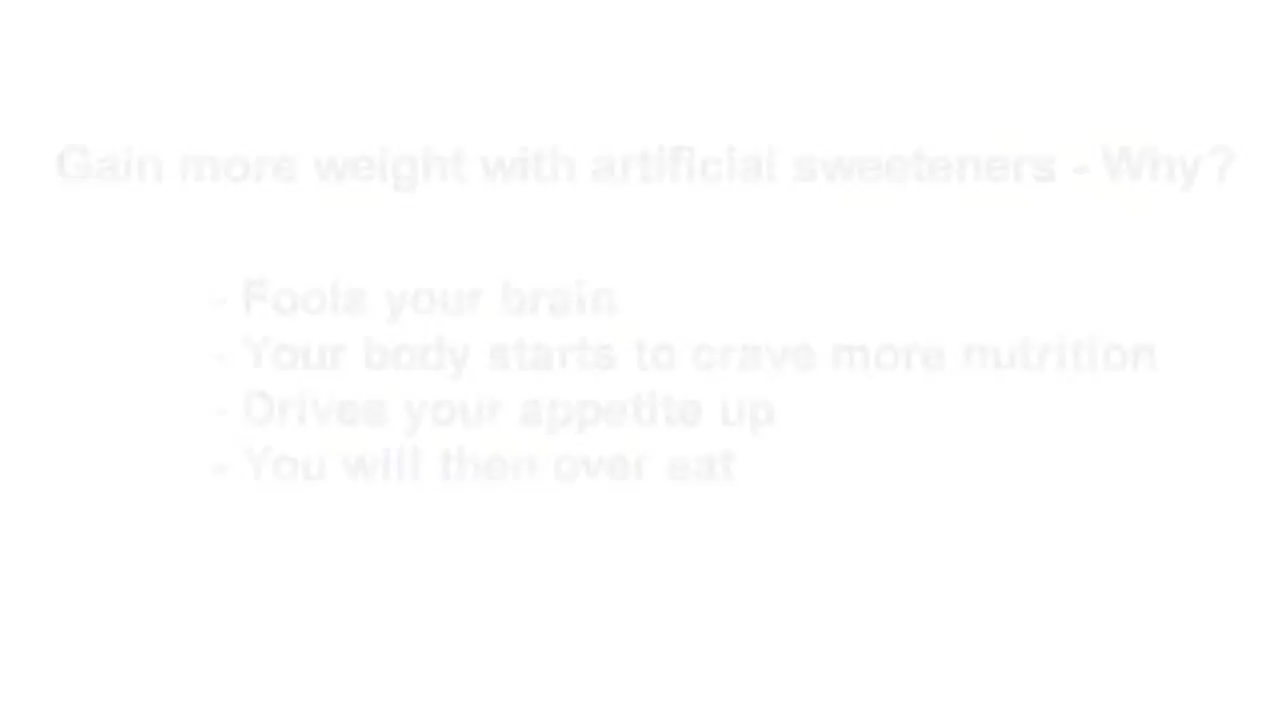 Gain more weight with artificial sweeteners - Why?
- Fools your brain
- Your body starts to crave more nutrition
- Drives your appetite up
- You will then over eat